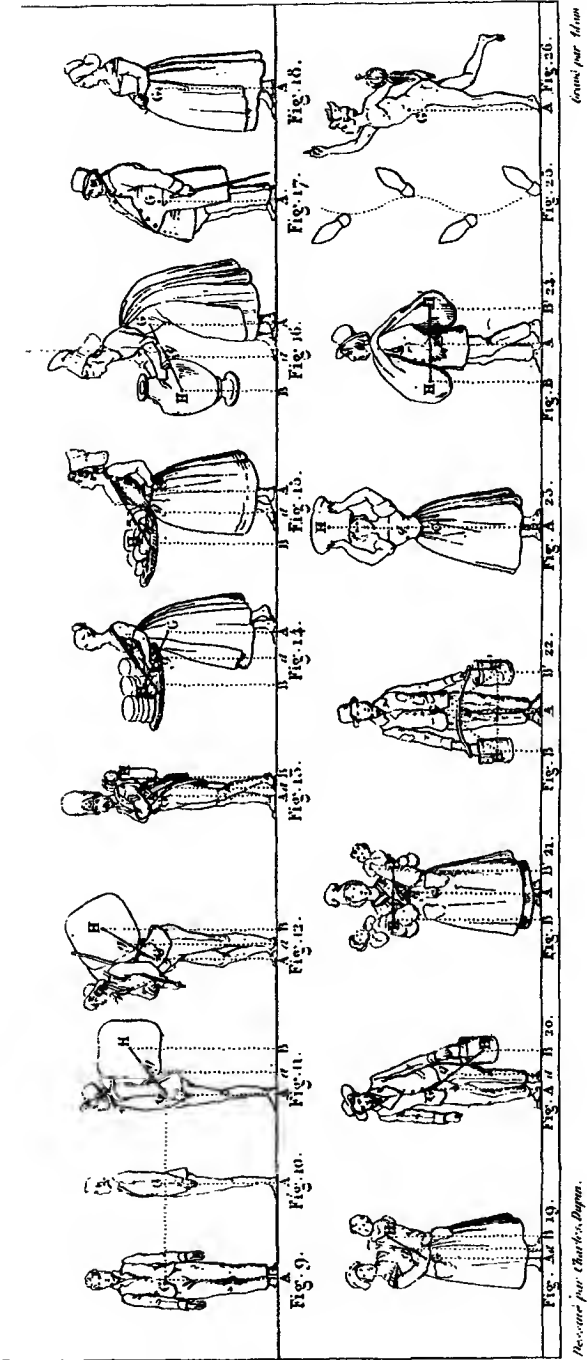 Fig. 9.
Fig. 10.
Fig. 11.
Fig. 12.
Fig. 13.
Fig. 14.
Fig. 15.
Fig. 16.
Fig. 17.
Fig. 18.
G
A
G
A
H
A a B
H
A a B
H
A a B
G
B a A
H
B a A
H
G
B a A
G
A
G
A
Fig. 19.
Fig. 20.
Fig. 21.
Fig. 22.
Fig. 23.
Fig. 24.
Fig. 25.
Fig. 26.
A a B
H
A a B
B A B'
B A B'
H
G
A
H H
B A B'
G
A
Dessiné par Charles Dupin.
Gravé par Adam